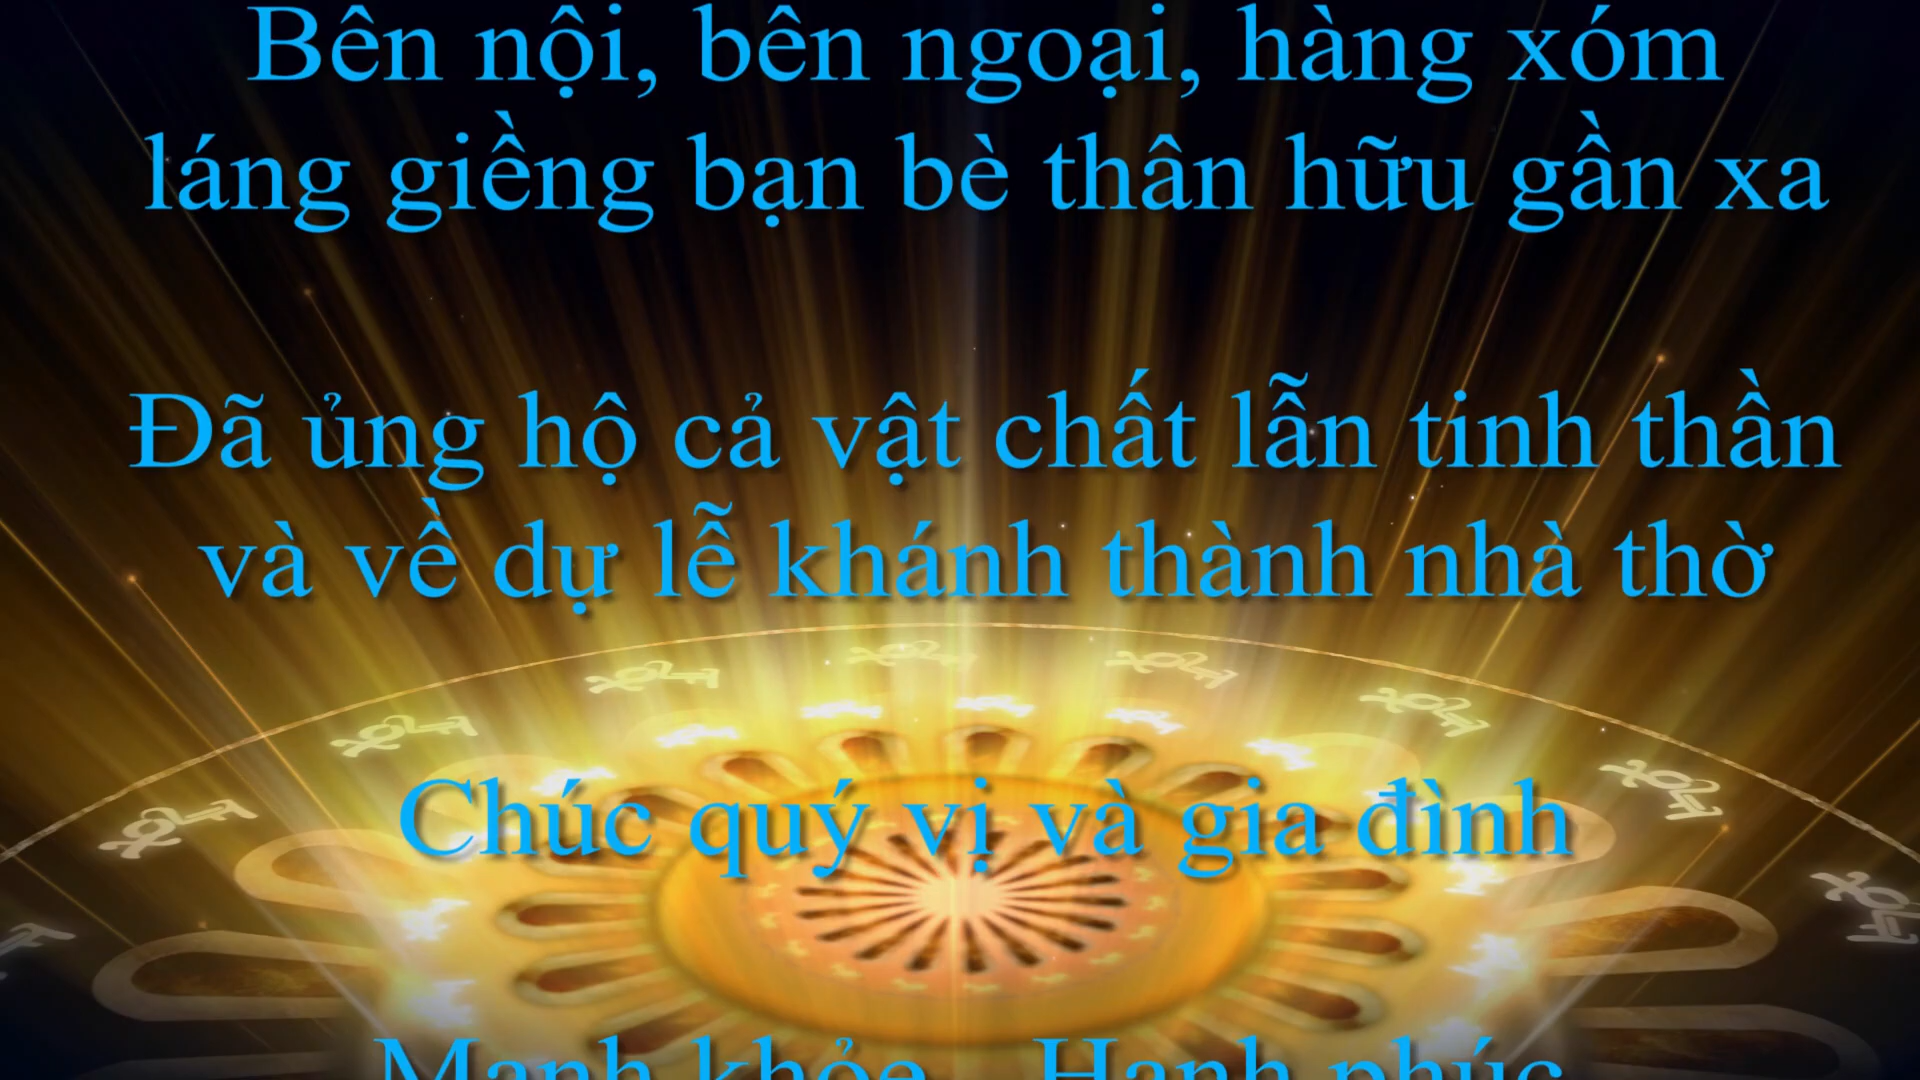 Bên nội, bên ngoại, hàng xóm
láng giềng bạn bè thân hữu gần xa
Đã ủng hộ cả vật chất lẫn tinh thần
và về dự lễ khánh thành nhà thờ
Chúc quý vị và gia đình
Mạnh khỏe Hạnh phúc